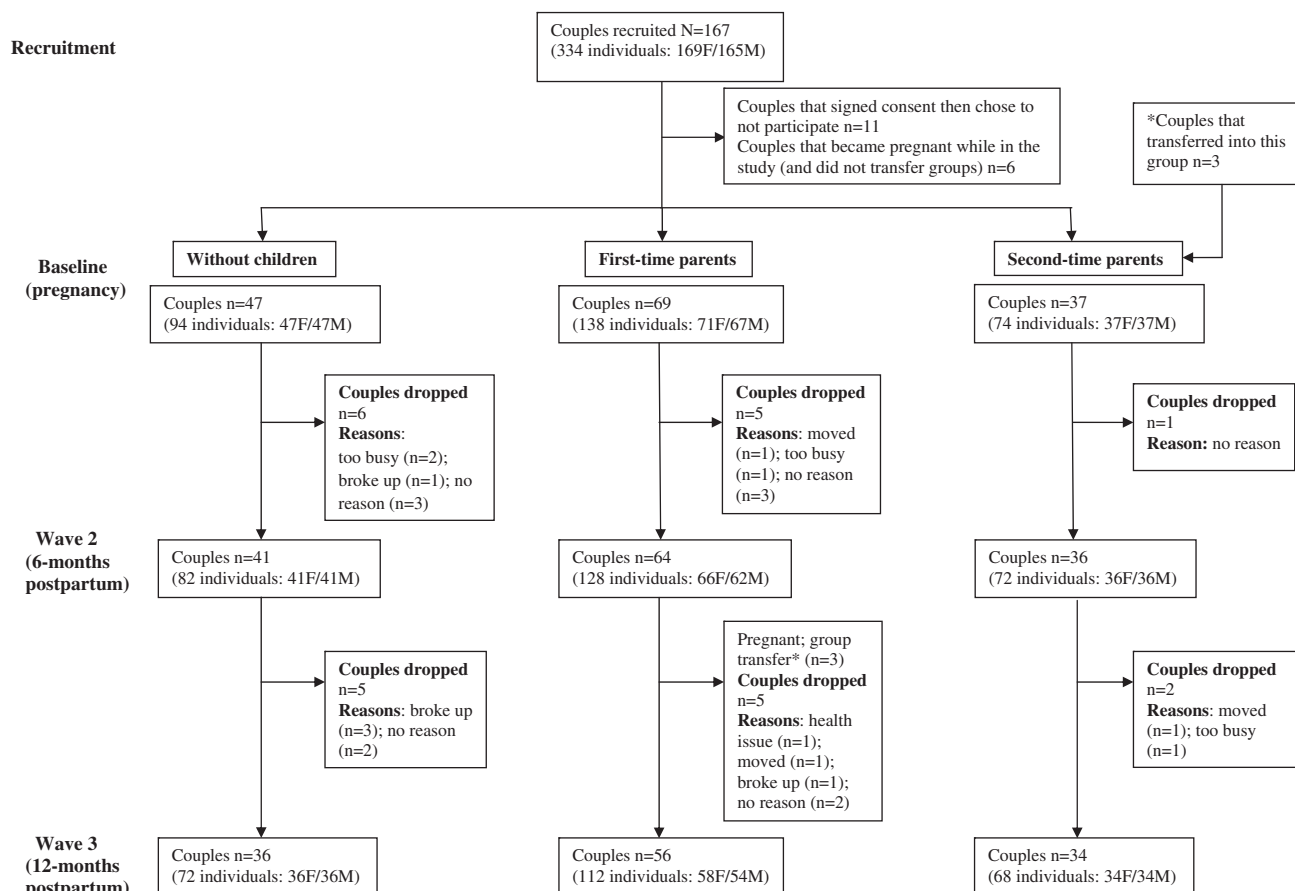 Recruitment
Couples recruited N=167
(334 individuals: 169F/165M)
Couples that signed consent then chose to
not participate n=11
Couples that became pregnant while in the
study (and did not transfer groups) n=6
*Couples that
transferred into this
group n=3
Baseline
(pregnancy)
Without children
First-time parents
Second-time parents
Couples n=47
(94 individuals: 47F/47M)
Couples n=69
(138 individuals: 71F/67M)
Couples n=37
(74 individuals: 37F/37M)
Couples dropped
n=6
Reasons:
too busy (n=2);
broke up (n=1); no
reason (n=3)
Couples dropped
n=5
Reasons: moved
(n=1); too busy
(n=1); no reason
(n=3)
Couples dropped
n=1
Reason: no reason
Wave 2
(6-months
postpartum)
Couples n=41
(82 individuals: 41F/41M)
Couples n=64
(128 individuals: 66F/62M)
Couples n=36
(72 individuals: 36F/36M)
Couples dropped
n=5
Reasons: broke up
(n=3); no reason
(n=2)
Pregnant; group
transfer* (n=3)
Couples dropped
n=5
Reasons: health
issue (n=1);
moved (n=1);
broke up (n=1);
no reason (n=2)
Couples dropped
n=2
Reasons: moved
(n=1); too busy
(n=1)
Wave 3
(12-months
postpartum)
Couples n=36
(72 individuals: 36F/36M)
Couples n=56
(112 individuals: 58F/54M)
Couples n=34
(68 individuals: 34F/34M)